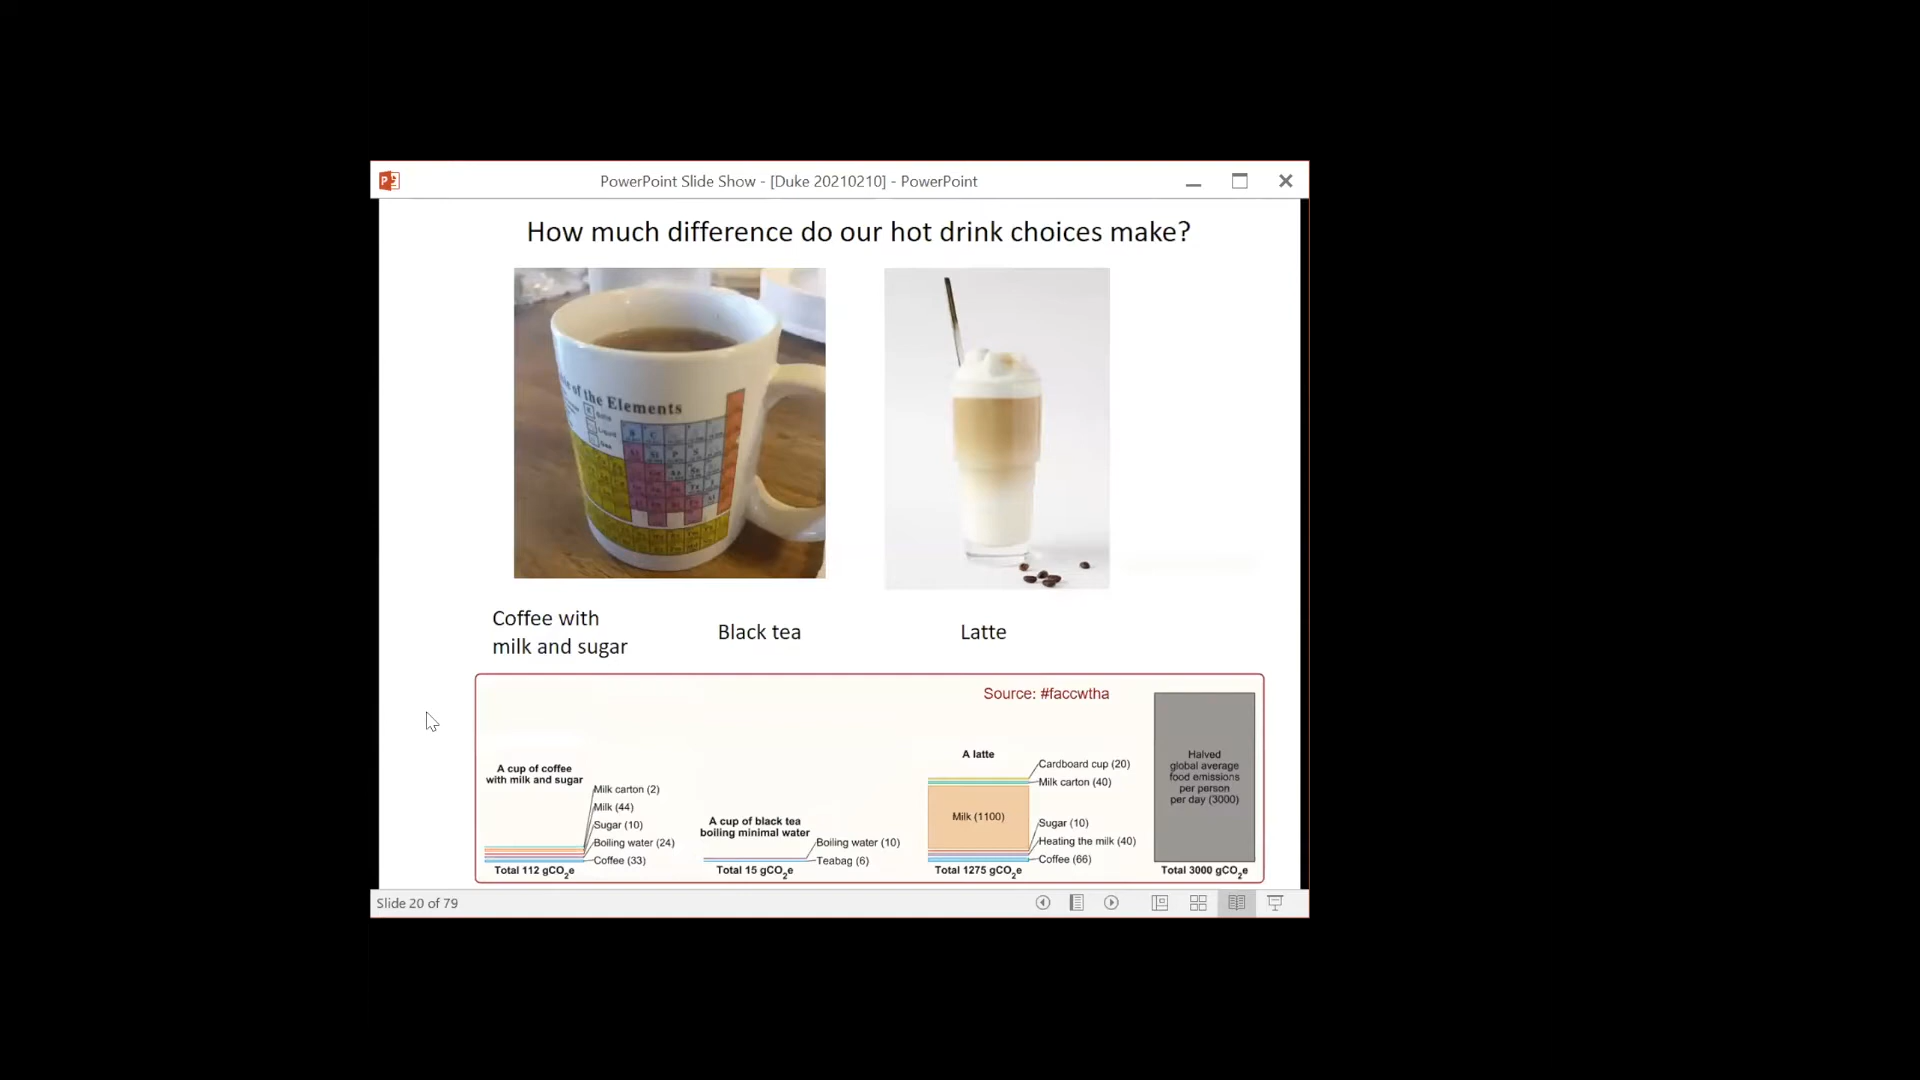 PowerPoint Slide Show - [Duke 20210210] - PowerPoint
How much difference do our hot drink choices make?
of the Elements
Coffee with
milk and sugar
Black tea
Latte
Source: #faccwtha
A cup of coffee
with milk and sugar
Milk carton (2)
Milk (44)
Sugar (10)
Boiling water (24)
Coffee (33)
Total 112 gCO2e
A cup of black tea
boiling minimal water
Boiling water (10)
Teabag (6)
Total 15 gCO2e
A latte
Cardboard cup (20)
Milk carton (40)
Milk (1100)
Sugar (10)
Heating the milk (40)
Coffee (66)
Total 1275 gCO2e
Halved
global average
food emissions
per person
per day (3000)
Total 3000 gCO2e
Slide 20 of 79